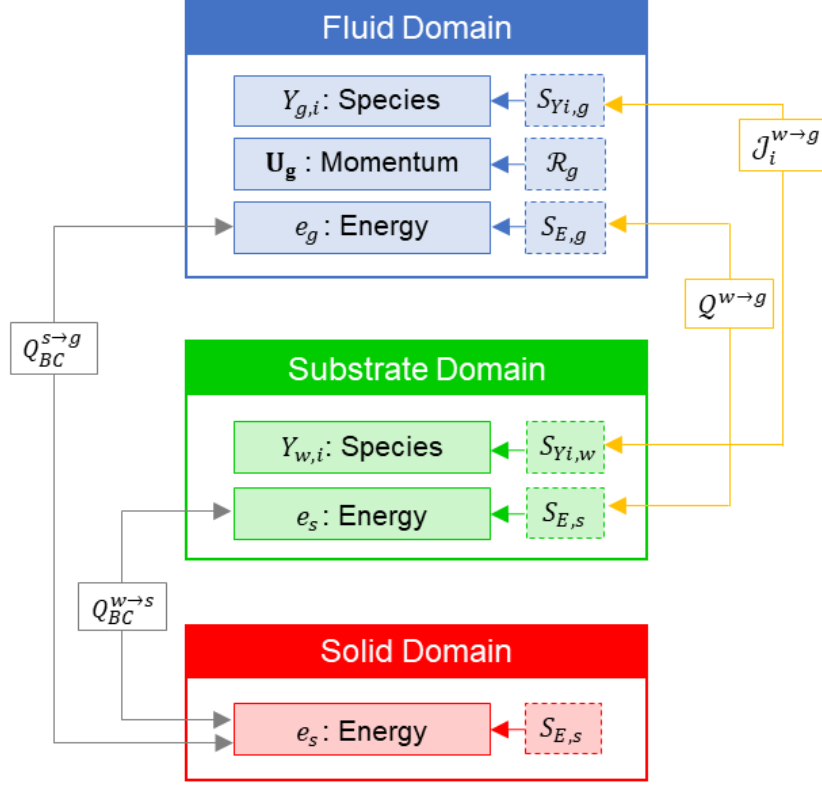 Fluid Domain
Y_{g,i}: Species
S_{Yi,g}
𝒥_i^{w→g}
𝐔_𝐠 : Momentum
ℛ_g
e_g : Energy
S_{E,g}
𝒬^{w→g}
Q_{BC}^{s→g}
Substrate Domain
Y_{w,i}: Species
S_{Yi,w}
e_s : Energy
S_{E,s}
Q_{BC}^{w→s}
Solid Domain
e_s : Energy
S_{E,s}